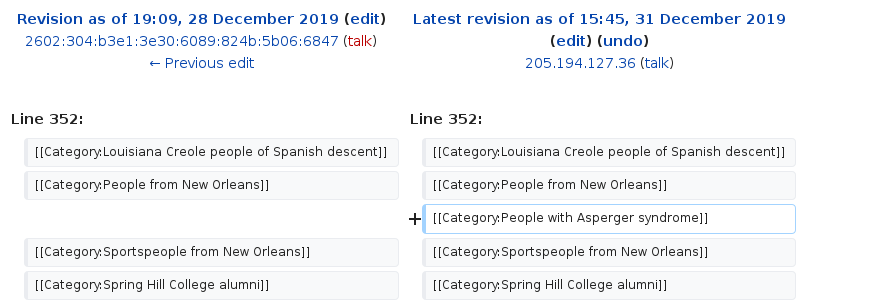 Revision as of 19:09, 28 December 2019 (edit)
2602:304:b3e1:3e30:6089:824b:5b06:6847 (talk)
← Previous edit
Latest revision as of 15:45, 31 December 2019
(edit) (undo)
205.194.127.36 (talk)
Line 352:
Line 352:
[[Category:Louisiana Creole people of Spanish descent]]
[[Category:Louisiana Creole people of Spanish descent]]
[[Category:People from New Orleans]]
[[Category:People from New Orleans]]
+ [[Category:People with Asperger syndrome]]
[[Category:Sportspeople from New Orleans]]
[[Category:Sportspeople from New Orleans]]
[[Category:Spring Hill College alumni]]
[[Category:Spring Hill College alumni]]